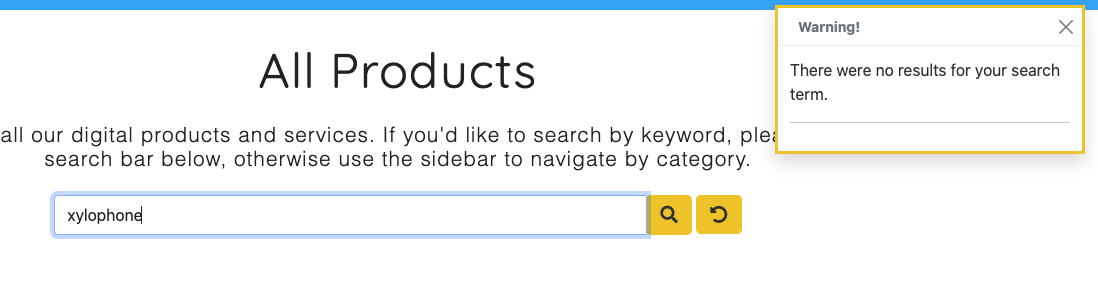 Warning!
All Products
There were no results for your search
term.
all our digital products and services. If you'd like to search by keyword,
search bar below, otherwise use the sidebar to navigate by category.
xylophone